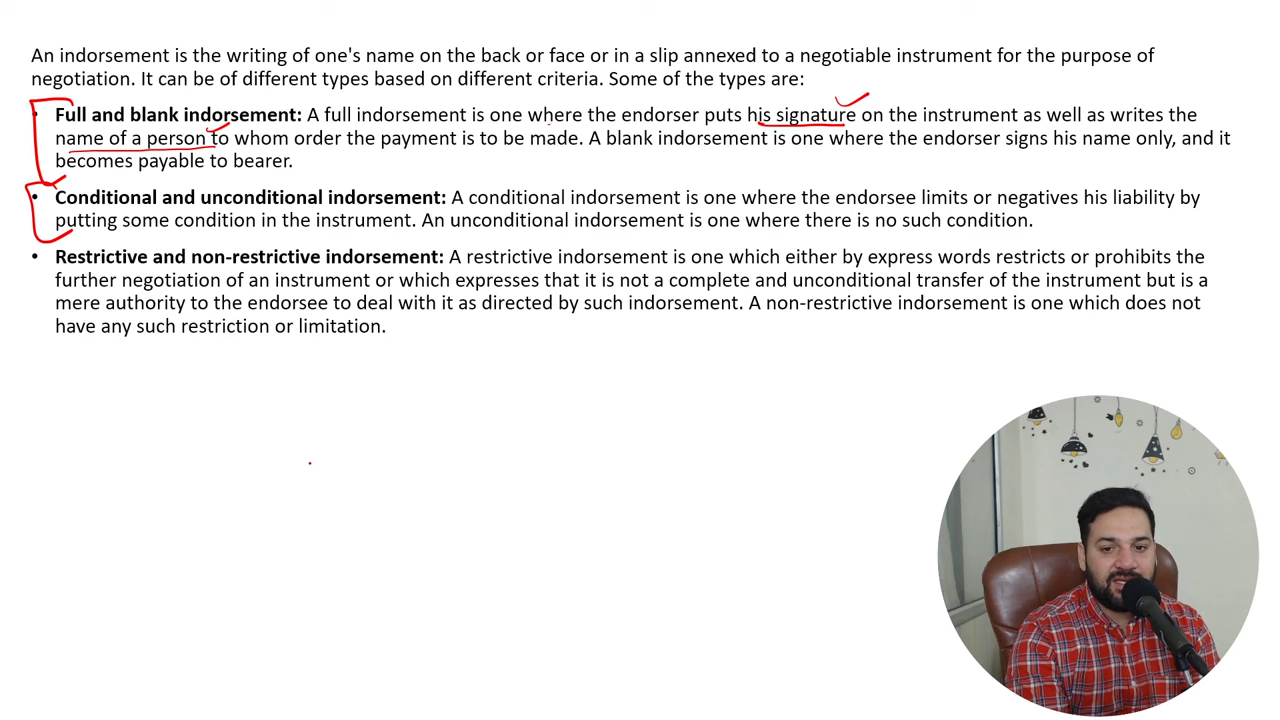 An indorsement is the writing of one's name on the back or face or in a slip annexed to a negotiable instrument for the purpose of
negotiation. It can be of different types based on different criteria. Some of the types are:
• Full and blank indorsement: A full indorsement is one where the endorser puts his signature on the instrument as well as writes the
name of a person to whom order the payment is to be made. A blank indorsement is one where the endorser signs his name only, and it
becomes payable to bearer.
• Conditional and unconditional indorsement: A conditional indorsement is one where the endorsee limits or negatives his liability by
putting some condition in the instrument. An unconditional indorsement is one where there is no such condition.
• Restrictive and non-restrictive indorsement: A restrictive indorsement is one which either by express words restricts or prohibits the
further negotiation of an instrument or which expresses that it is not a complete and unconditional transfer of the instrument but is a
mere authority to the endorsee to deal with it as directed by such indorsement. A non-restrictive indorsement is one which does not
have any such restriction or limitation.